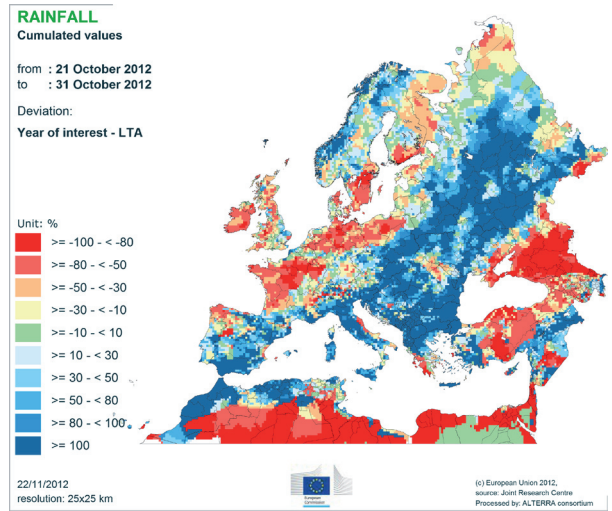 RAINFALL
Cumulated values
from : 21 October 2012
to : 31 October 2012
Deviation:
Year of interest - LTA
Unit: %
>= -100 - < -80
>= -80 - < -50
>= -50 - < -30
>= -30 - < -10
>= -10 - < 10
>= 10 - < 30
>= 30 - < 50
>= 50 - < 80
>= 80 - < 100
>= 100
22/11/2012
resolution: 25x25 km
European
Commission
(c) European Union 2012,
source: Joint Research Centre
Processed by: ALTERRA consortium